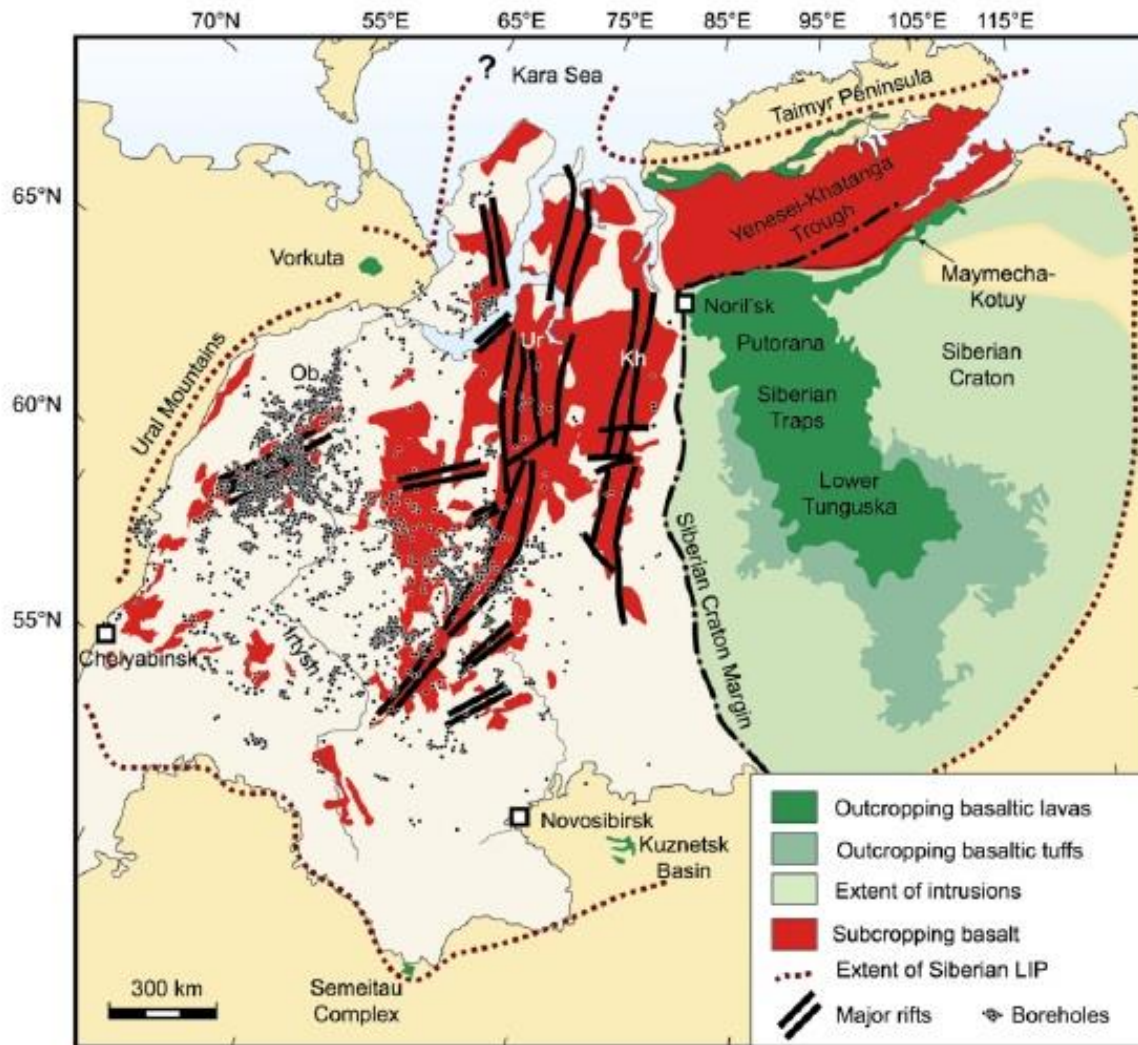 70°N 55°E 65°E 75°E 85°E 95°E 105°E 115°E
?
Kara Sea
Taimyr Peninsula
65°N
Yenesei-Khatanga
Trough
Vorkuta
Maymecha-
Kotuy
Noril'sk
Ur
Kh
Putorana
Siberian
Craton
Ural Mountains
Ob
60°N
Siberian
Traps
Lower
Tunguska
Siberian Craton Margin
55°N
Chelyabinsk
Irtysh
Novosibirsk
Kuznetsk
Basin
Semeitau
Complex
300 km
Outcropping basaltic lavas
Outcropping basaltic tuffs
Extent of intrusions
Subcropping basalt
Extent of Siberian LIP
Major rifts
Boreholes